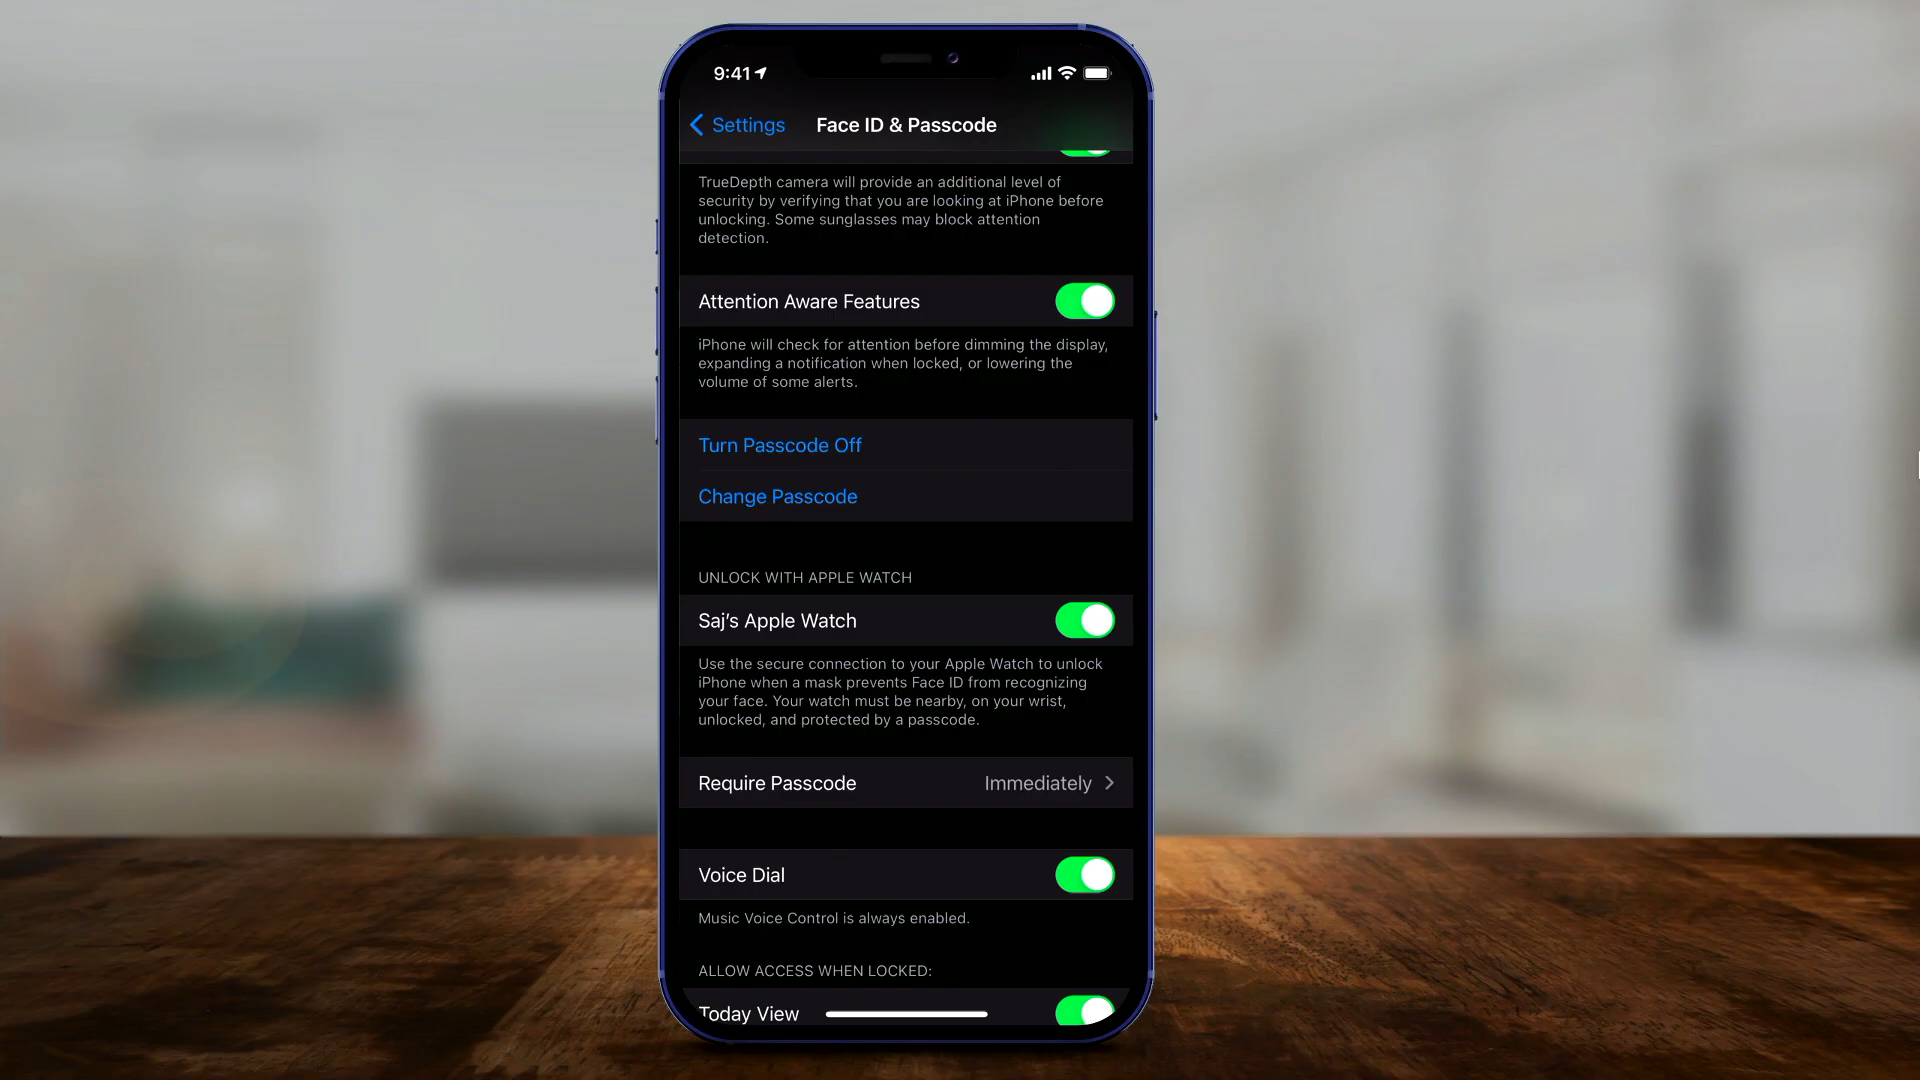 9:41
Settings
Face ID & Passcode
TrueDepth camera will provide an additional level of
security by verifying that you are looking at iPhone before
unlocking. Some sunglasses may block attention
detection.
Attention Aware Features
iPhone will check for attention before dimming the display,
expanding a notification when locked, or lowering the
volume of some alerts.
Turn Passcode Off
Change Passcode
UNLOCK WITH APPLE WATCH
Saj’s Apple Watch
Use the secure connection to your Apple Watch to unlock
iPhone when a mask prevents Face ID from recognizing
your face. Your watch must be nearby, on your wrist,
unlocked, and protected by a passcode.
Require Passcode
Immediately
Voice Dial
Music Voice Control is always enabled.
ALLOW ACCESS WHEN LOCKED:
Today View